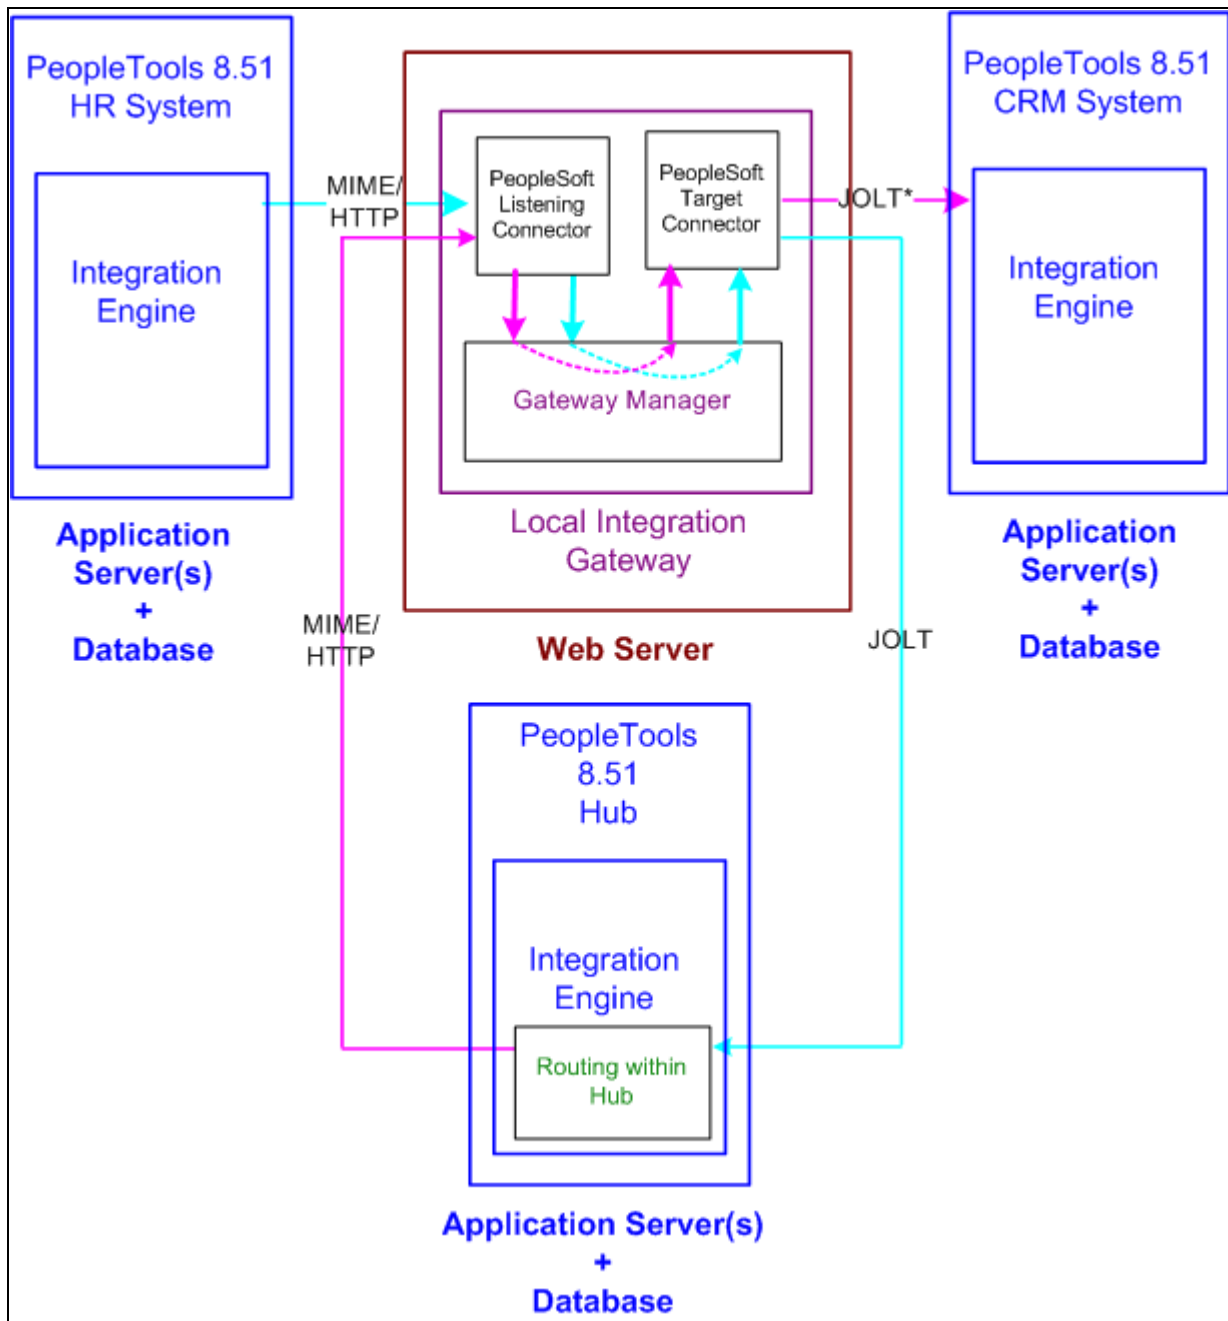 PeopleTools 8.51
HR System
Integration
Engine
Application
Server(s)
+
Database
MIME/
HTTP
PeopleSoft
Listening
Connector
PeopleSoft
Target
Connector
Gateway Manager
Local Integration
Gateway
Web Server
JOLT*
PeopleTools 8.51
CRM System
Integration
Engine
Application
Server(s)
+
Database
MIME/
HTTP
JOLT
PeopleTools
8.51
Hub
Integration
Engine
Routing within
Hub
Application Server(s)
+
Database